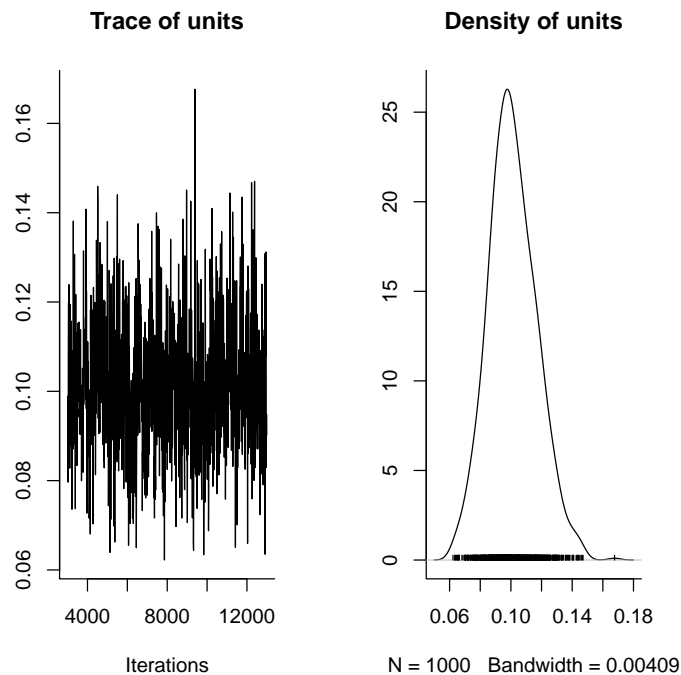 Trace of units
0.16
0.14
0.12
0.10
0.08
0.06
4000 8000 12000
Iterations
Density of units
25
20
15
10
5
0
0.06 0.10 0.14 0.18
N = 1000 Bandwidth = 0.00409